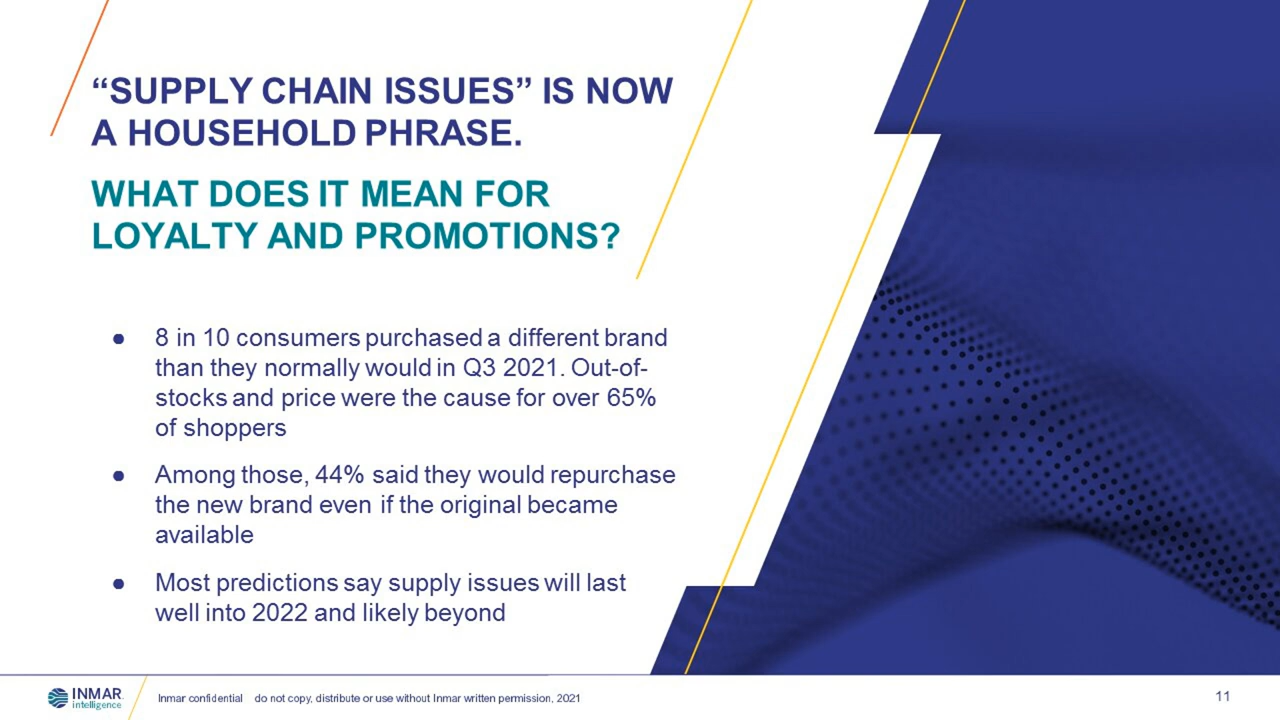 “SUPPLY CHAIN ISSUES” IS NOW
A HOUSEHOLD PHRASE.
WHAT DOES IT MEAN FOR
LOYALTY AND PROMOTIONS?
● 8 in 10 consumers purchased a different brand
than they normally would in Q3 2021. Out-of-
stocks and price were the cause for over 65%
of shoppers
● Among those, 44% said they would repurchase
the new brand even if the original became
available
● Most predictions say supply issues will last
well into 2022 and likely beyond
INMAR.
intelligence
Inmar confidential do not copy, distribute or use without Inmar written permission, 2021
11